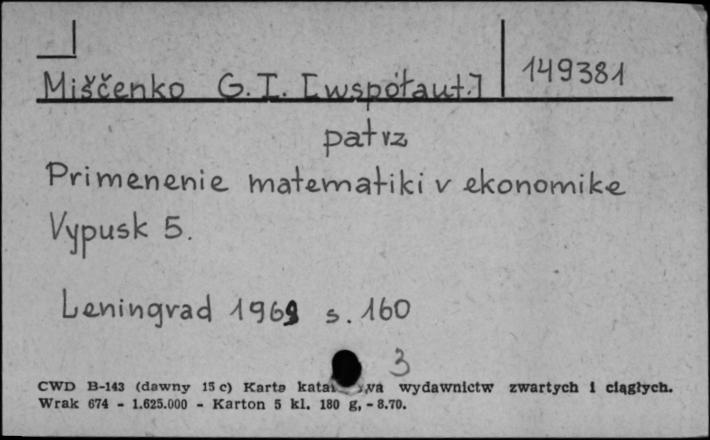 Miščenko G. I. [współaut.] 149381
patrz
Primenenie matematiki v ekonomike
Vypusk 5.
Leningrad 1969 s. 160
3
CWD B-143 (dawny 15 c) Karta wydawnictw zwartych i ciągłych.
Wrak 674 - 1.625.000 - Karton 5 kl. 180 g, - 8.70.